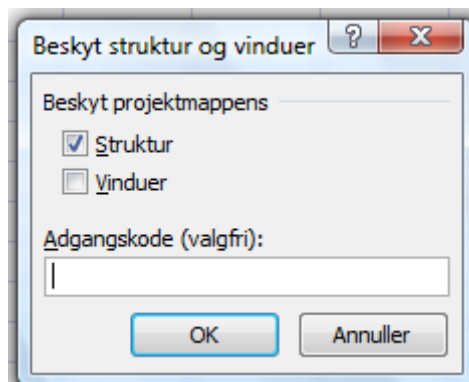 Beskyt struktur og vinduer
Beskyt projektmappens
Struktur
Vinduer
Adgangskode (valgfri):
OK
Annuller